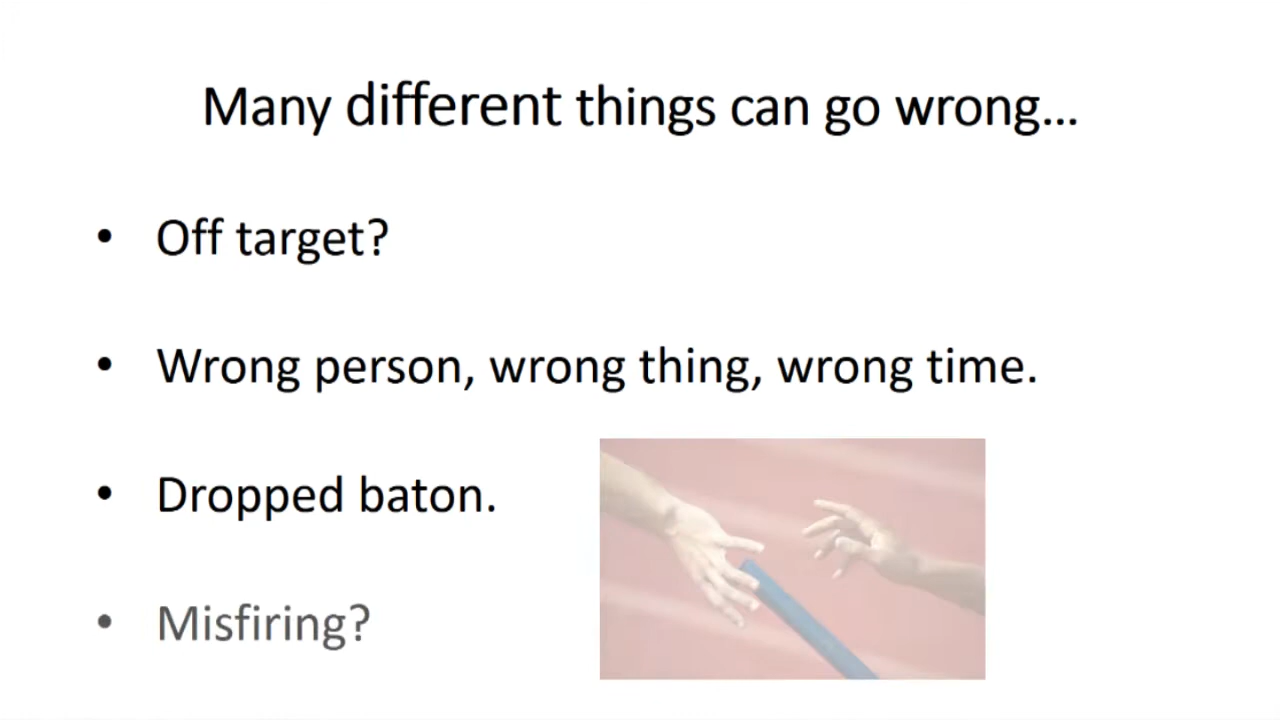 Many different things can go wrong...
• Off target?
• Wrong person, wrong thing, wrong time.
• Dropped baton.
• Misfiring?